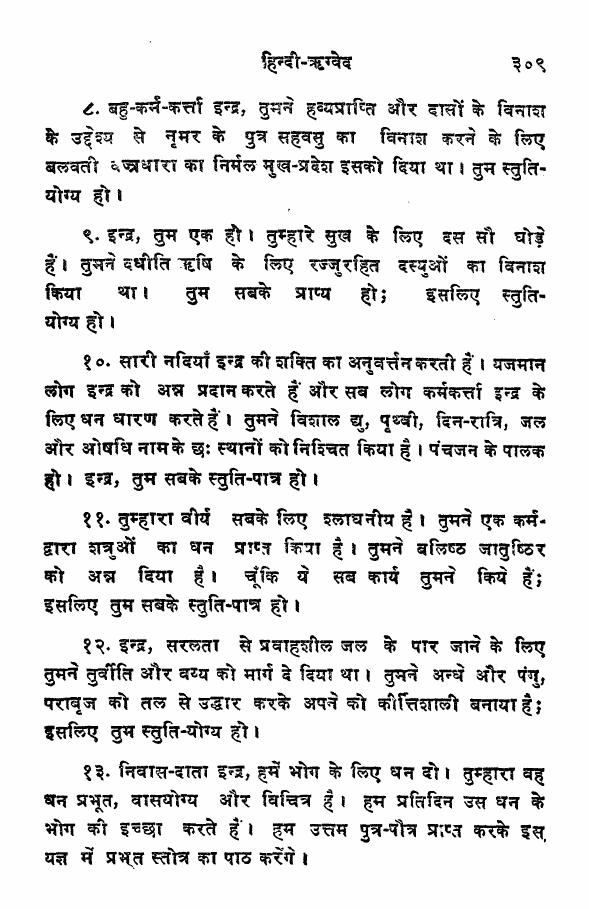 हिन्दी-ऋग्वेद ३०९
८. बहु-कर्म-कर्त्ता इन्द्र, तुमने हव्यप्राप्ति और दासों के विनाश
के उद्देश्य से नृमर के पुत्र सहवसु का विनाश करने के लिए
बलवती वज्रधारा का निर्मल मुख-प्रदेश इसको दिया था। तुम स्तुति-
योग्य हो।
९. इन्द्र, तुम एक हो। तुम्हारे सुख के लिए दस सौ घोड़े
हैं। तुमने दधीति ऋषि के लिए रज्जुरहित दस्युओं का विनाश
किया था। तुम सबके प्राप्य हो; इसलिए स्तुति-
योग्य हो।
१०. सारी नदियाँ इन्द्र की शक्ति का अनुवर्त्तन करती हैं। यजमान
लोग इन्द्र को अन्न प्रदान करते हैं और सब लोग कर्मकर्त्ता इन्द्र के
लिए धन धारण करते हैं। तुमने विशाल द्यु, पृथ्वी, दिन-रात्रि, जल
और ओषधि नाम के छः स्थानों को निश्चित किया है। पंचजन के पालक
हो। इन्द्र, तुम सबके स्तुति-पात्र हो।
११. तुम्हारा वीर्य सबके लिए श्लाघनीय है। तुमने एक कर्म-
द्वारा शत्रुओं का धन प्राप्त किया है। तुमने बलिष्ठ जातुष्ठिर
को अन्न दिया है। चूंकि ये सब कार्य तुमने किये हैं;
इसलिए तुम सबके स्तुति-पात्र हो।
१२. इन्द्र, सरलता से प्रवाहशील जल के पार जाने के लिए
तुमने तुर्वीति और वय्य को मार्ग दे दिया था। तुमने अन्धे और पंगु,
पराबृज को तल से उद्धार करके अपने को कीर्त्तिशाली बनाया है;
इसलिए तुम स्तुति-योग्य हो।
१३. निवास-दाता इन्द्र, हमें भोग के लिए धन दो। तुम्हारा वह
धन प्रभूत, वासयोग्य और विचित्र है। हम प्रतिदिन उस धन के
भोग की इच्छा करते हैं। हम उत्तम पुत्र-पौत्र प्राप्त करके इस
यज्ञ में प्रभूत स्तोत्र का पाठ करेंगे।